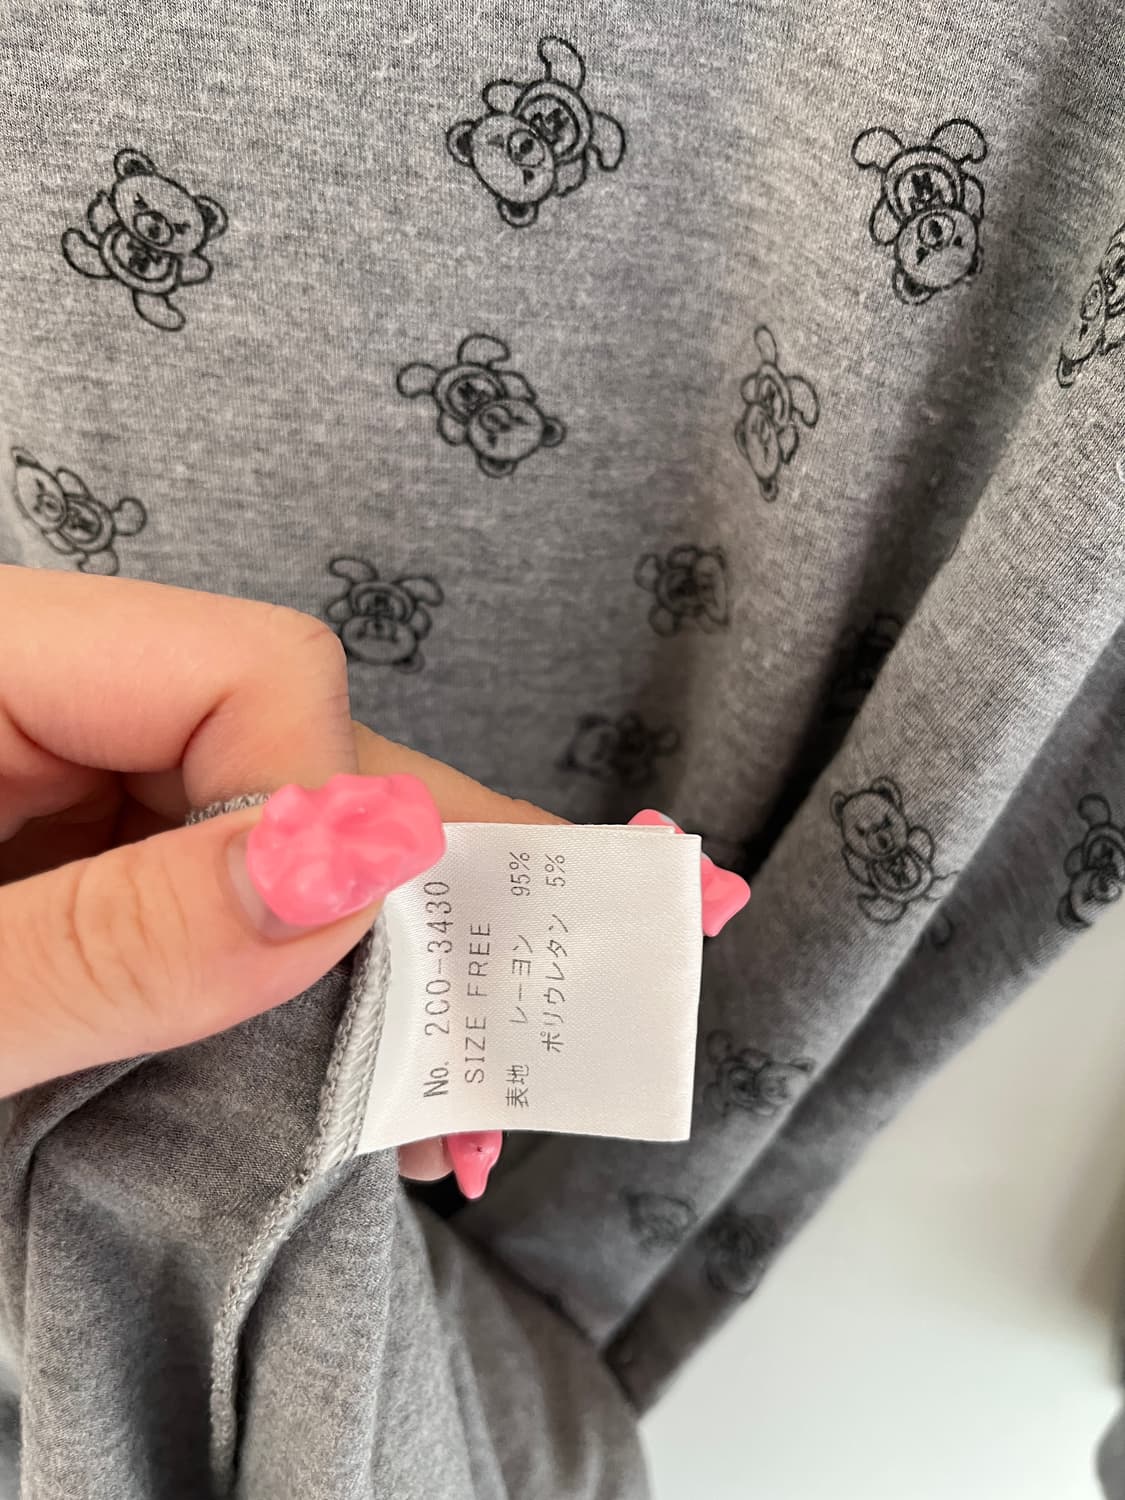 No. 2C0-3430
SIZE FREE
表地 レーヨン 95%
ポリウレタン 5%